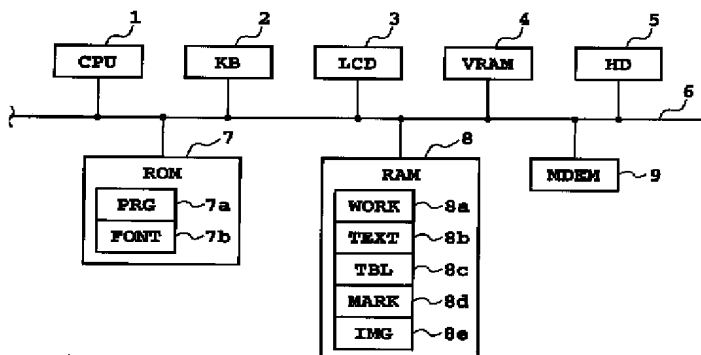 1 2 3 4 5
CPU KB LCD VRAM HD
6
7 8
ROM RAM MDEM 9
PRG 7a WORK 8a
FONT 7b TEXT 8b
TBL 8c
MARK 8d
IMG 8e